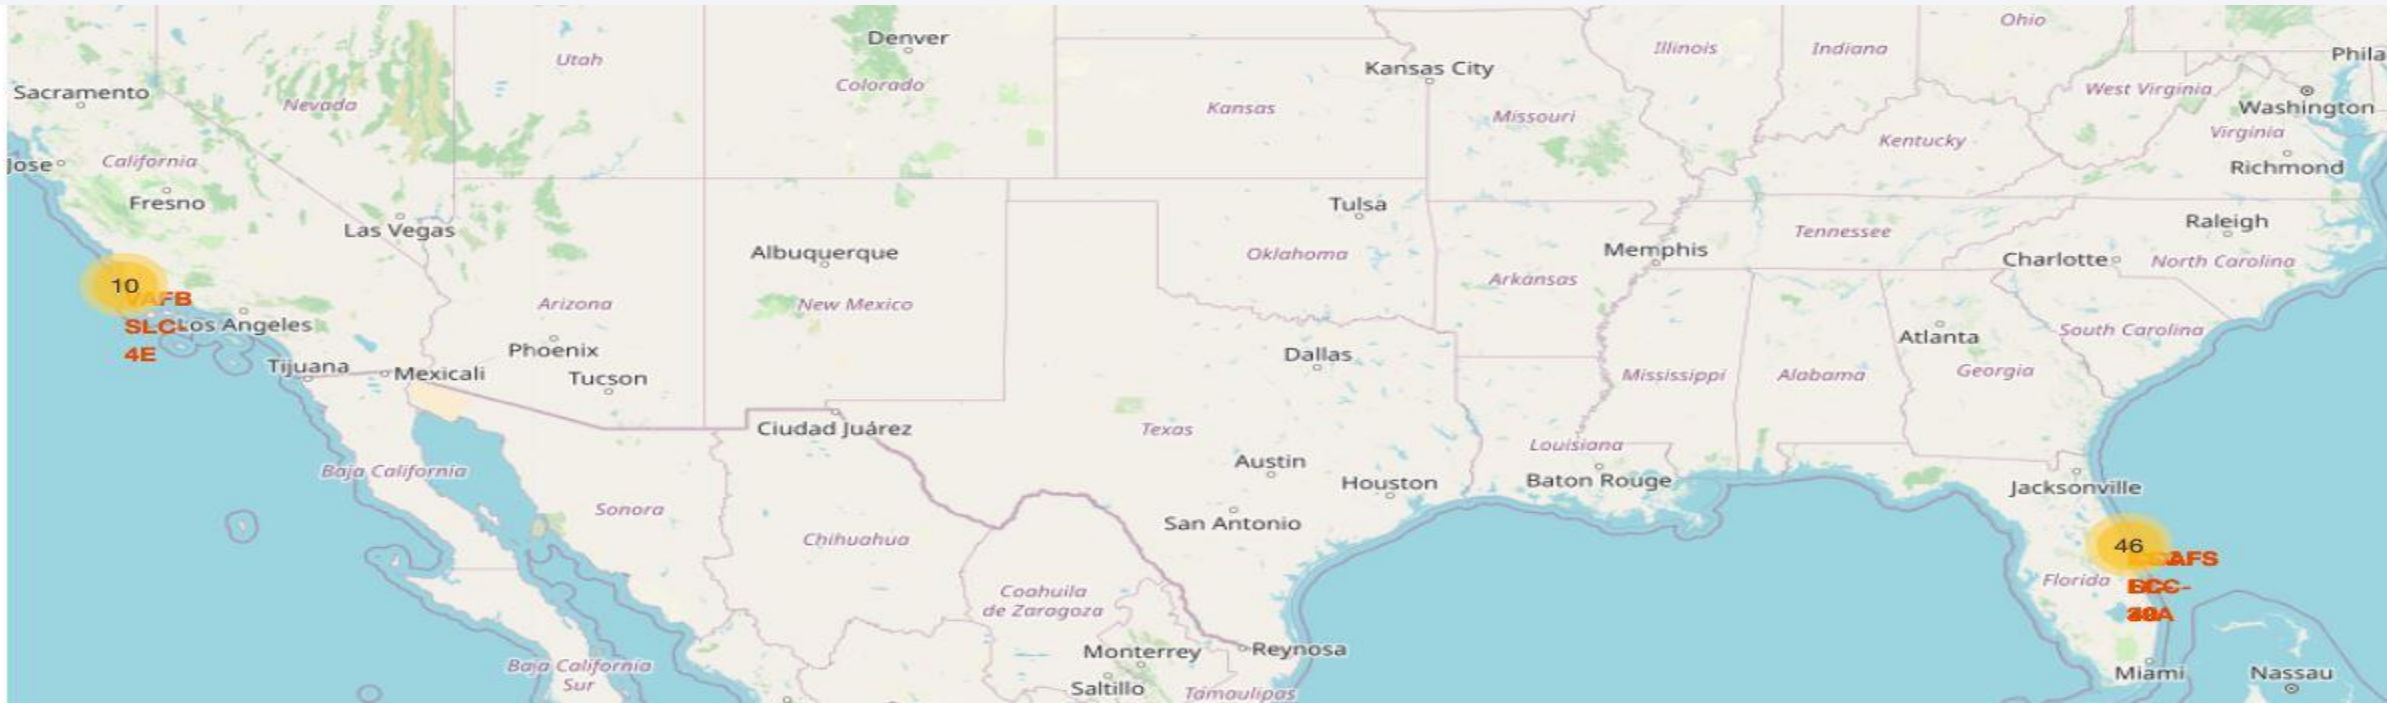 Ohio
Denver
Illinois
Indiana
Utah
Phila
Kansas City
Colorado
West Virginia
Sacramento
Nevada
Kansas
Washington
Missouri
Virginia
Kentucky
Jose
California
Richmond
Fresno
Tulsa
Raleigh
Las Vegas
Tennessee
Albuquerque
Oklahoma
Memphis
Charlotte
North Carolina
Arkansas
10
VAFB
Arizona
New Mexico
SLC-
Los Angeles
South Carolina
Atlanta
4E
Phoenix
Dallas
Tijuana
Mexicali
Tucson
Mississippi
Alabama
Georgia
Ciudad Juárez
Texas
Louisiana
Austin
Baja California
Houston
Baton Rouge
Jacksonville
Sonora
San Antonio
Chihuahua
46
Florida
Coahuila
de Zaragoza
Monterrey
Reynosa
Baja California
Sur
Miami
Nassau
Saltillo
Tamaulipas